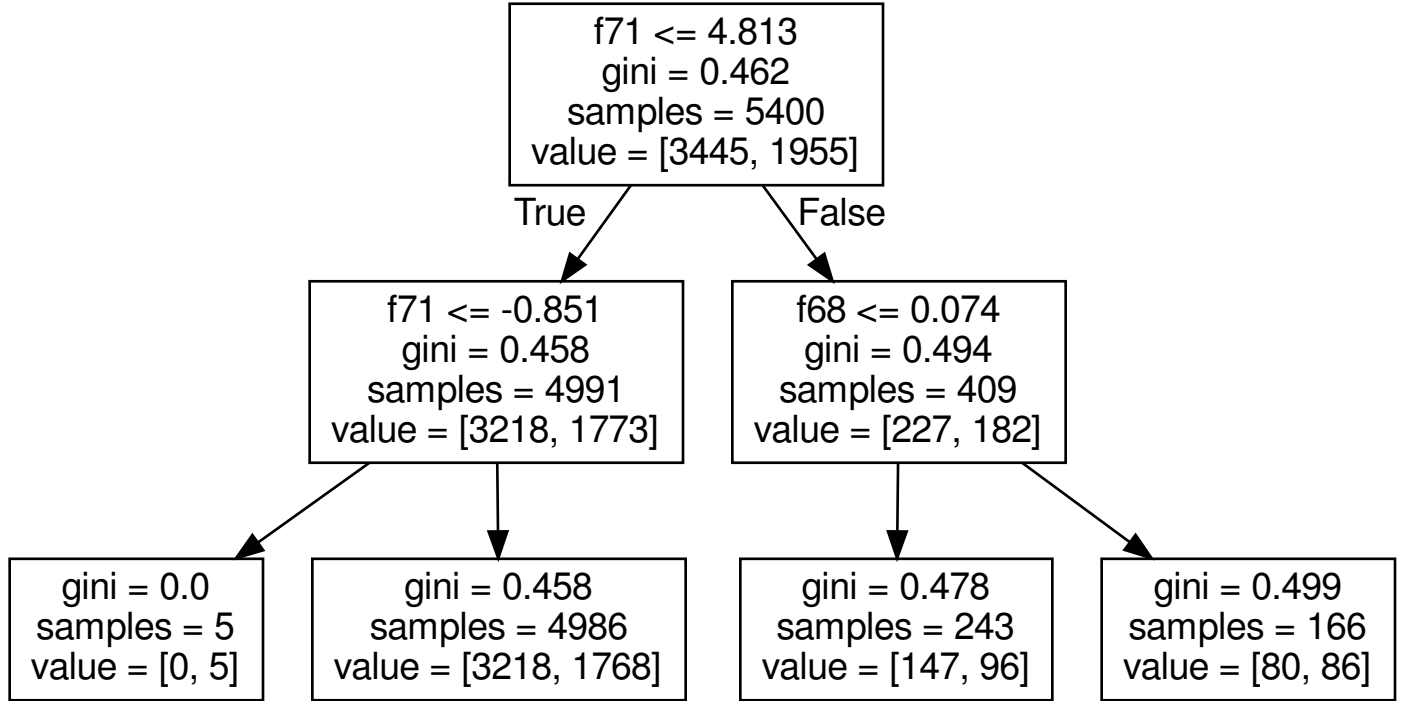 f71 <= 4.813
gini = 0.462
samples = 5400
value = [3445, 1955]
True
False
f71 <= -0.851
gini = 0.458
samples = 4991
value = [3218, 1773]
f68 <= 0.074
gini = 0.494
samples = 409
value = [227, 182]
gini = 0.0
samples = 5
value = [0, 5]
gini = 0.458
samples = 4986
value = [3218, 1768]
gini = 0.478
samples = 243
value = [147, 96]
gini = 0.499
samples = 166
value = [80, 86]